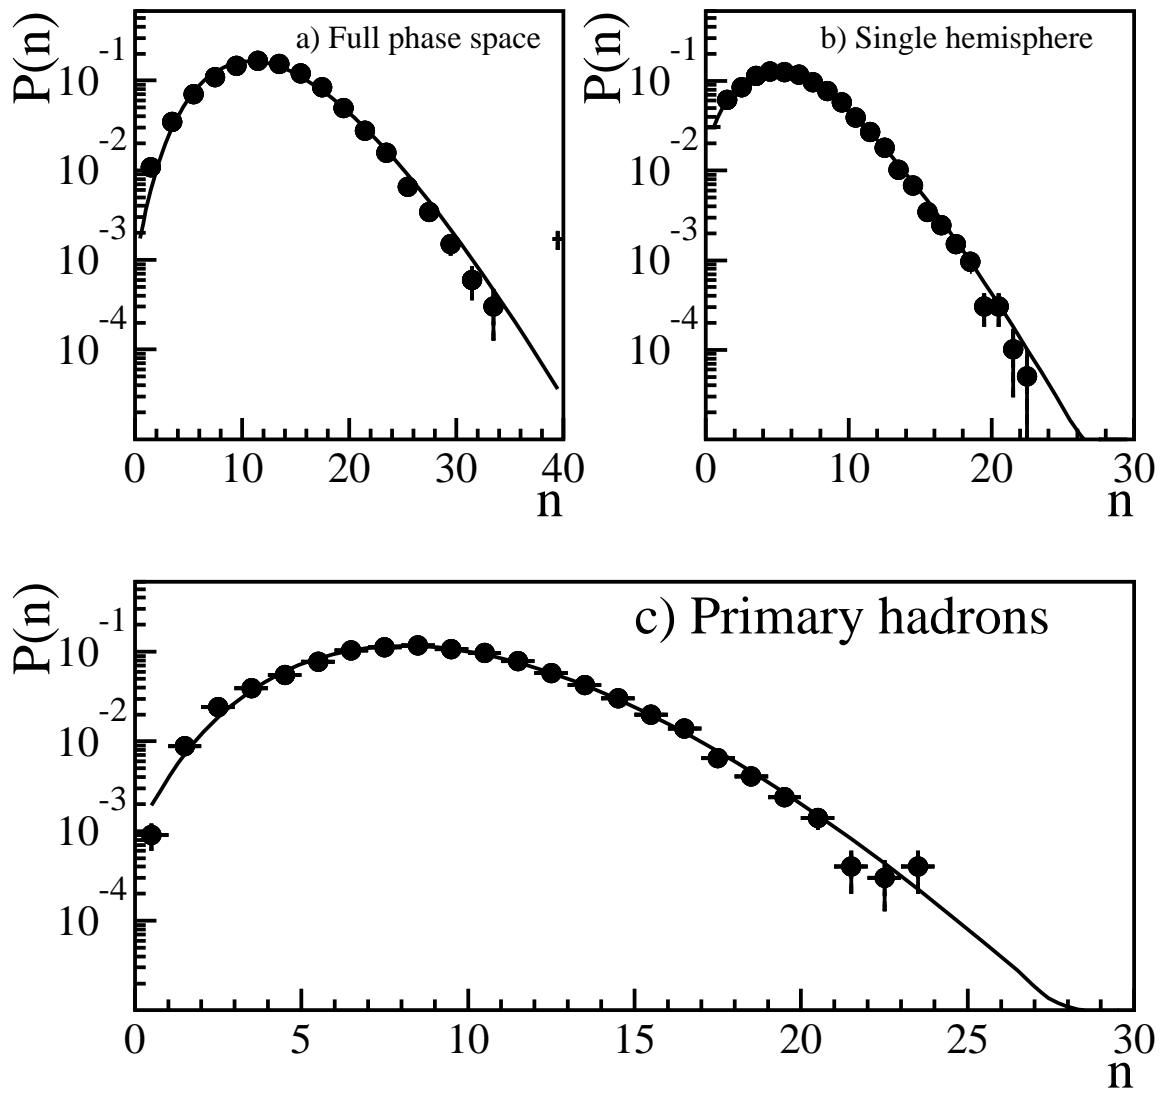 P(n)
a) Full phase space
10-1
10-2
10-3
10-4
0 10 20 30 40
n
P(n)
b) Single hemisphere
10-1
10-2
10-3
10-4
0 10 20 30
n
P(n)
c) Primary hadrons
10-1
10-2
10-3
10-4
0 5 10 15 20 25 30
n